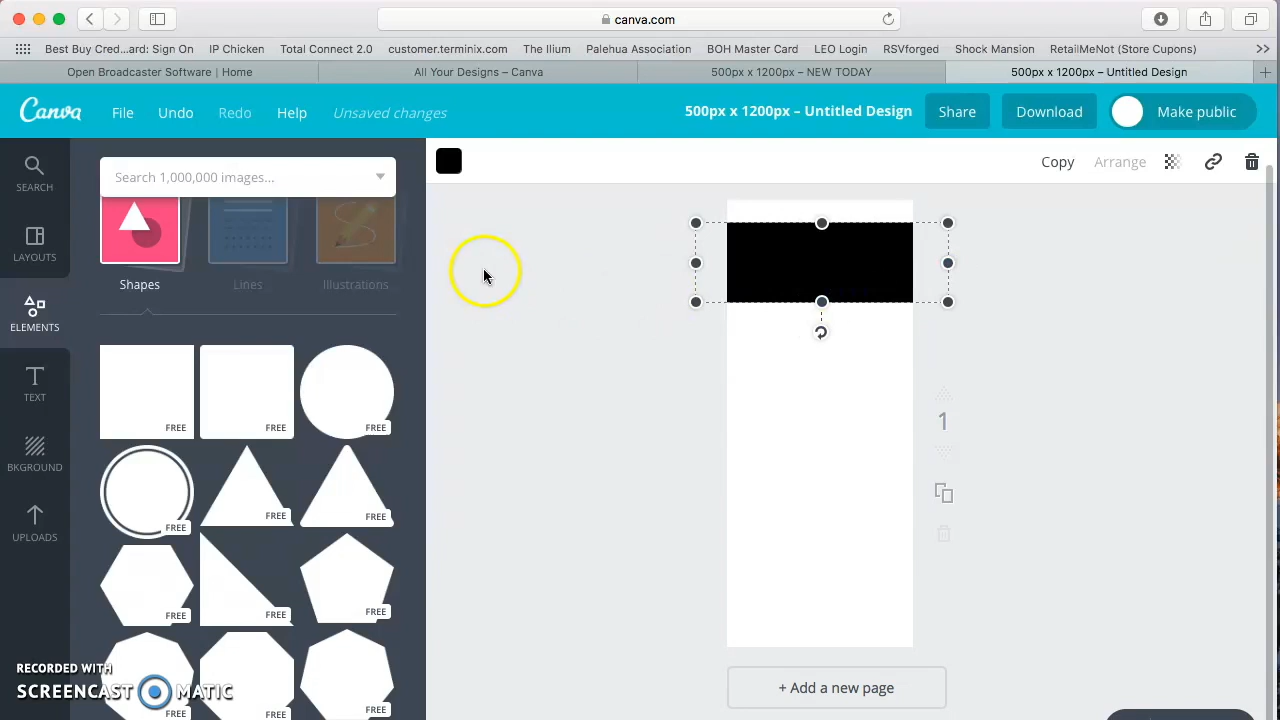 canva.com
Best Buy Cred...ard: Sign On IP Chicken Total Connect 2.0 customer.terminix.com The Ilium Palehua Association BOH Master Card LEO Login RSVforged Shock Mansion RetailMeNot (Store Cupons) >>
Open Broadcaster Software | Home All Your Designs – Canva 500px x 1200px – NEW TODAY 500px x 1200px – Untitled Design +
Canva File Undo Redo Help Unsaved changes 500px x 1200px – Untitled Design Share Download Make public
Search 1,000,000 images... Copy Arrange
SEARCH
LAYOUTS
Shapes Lines Illustrations
ELEMENTS
FREE FREE FREE
TEXT
1
BKGROUND
FREE FREE FREE
UPLOADS
FREE FREE FREE
RECORDED WITH
SCREENCAST MATIC
+ Add a new page
FREE FREE FREE